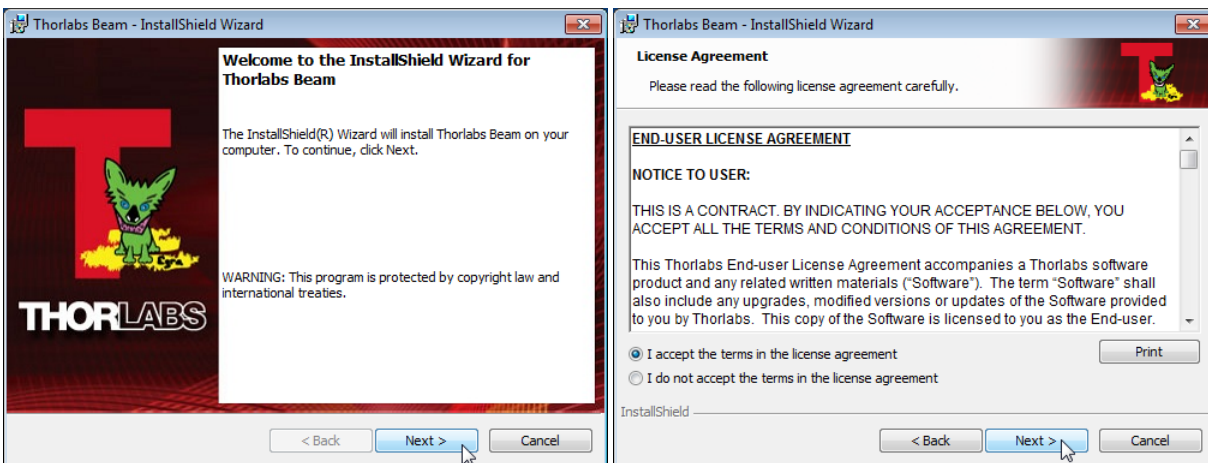 Thorlabs Beam - InstallShield Wizard
Welcome to the InstallShield Wizard for
Thorlabs Beam
The InstallShield(R) Wizard will install Thorlabs Beam on your
computer. To continue, click Next.
WARNING: This program is protected by copyright law and
international treaties.
THORLABS
< Back
Next >
Cancel
Thorlabs Beam - InstallShield Wizard
License Agreement
Please read the following license agreement carefully.
END-USER LICENSE AGREEMENT
NOTICE TO USER:
THIS IS A CONTRACT. BY INDICATING YOUR ACCEPTANCE BELOW, YOU
ACCEPT ALL THE TERMS AND CONDITIONS OF THIS AGREEMENT.
This Thorlabs End-user License Agreement accompanies a Thorlabs software
product and any related written materials (“Software”). The term “Software” shall
also include any upgrades, modified versions or updates of the Software provided
to you by Thorlabs. This copy of the Software is licensed to you as the End-user.
I accept the terms in the license agreement
Print
I do not accept the terms in the license agreement
InstallShield
< Back
Next >
Cancel